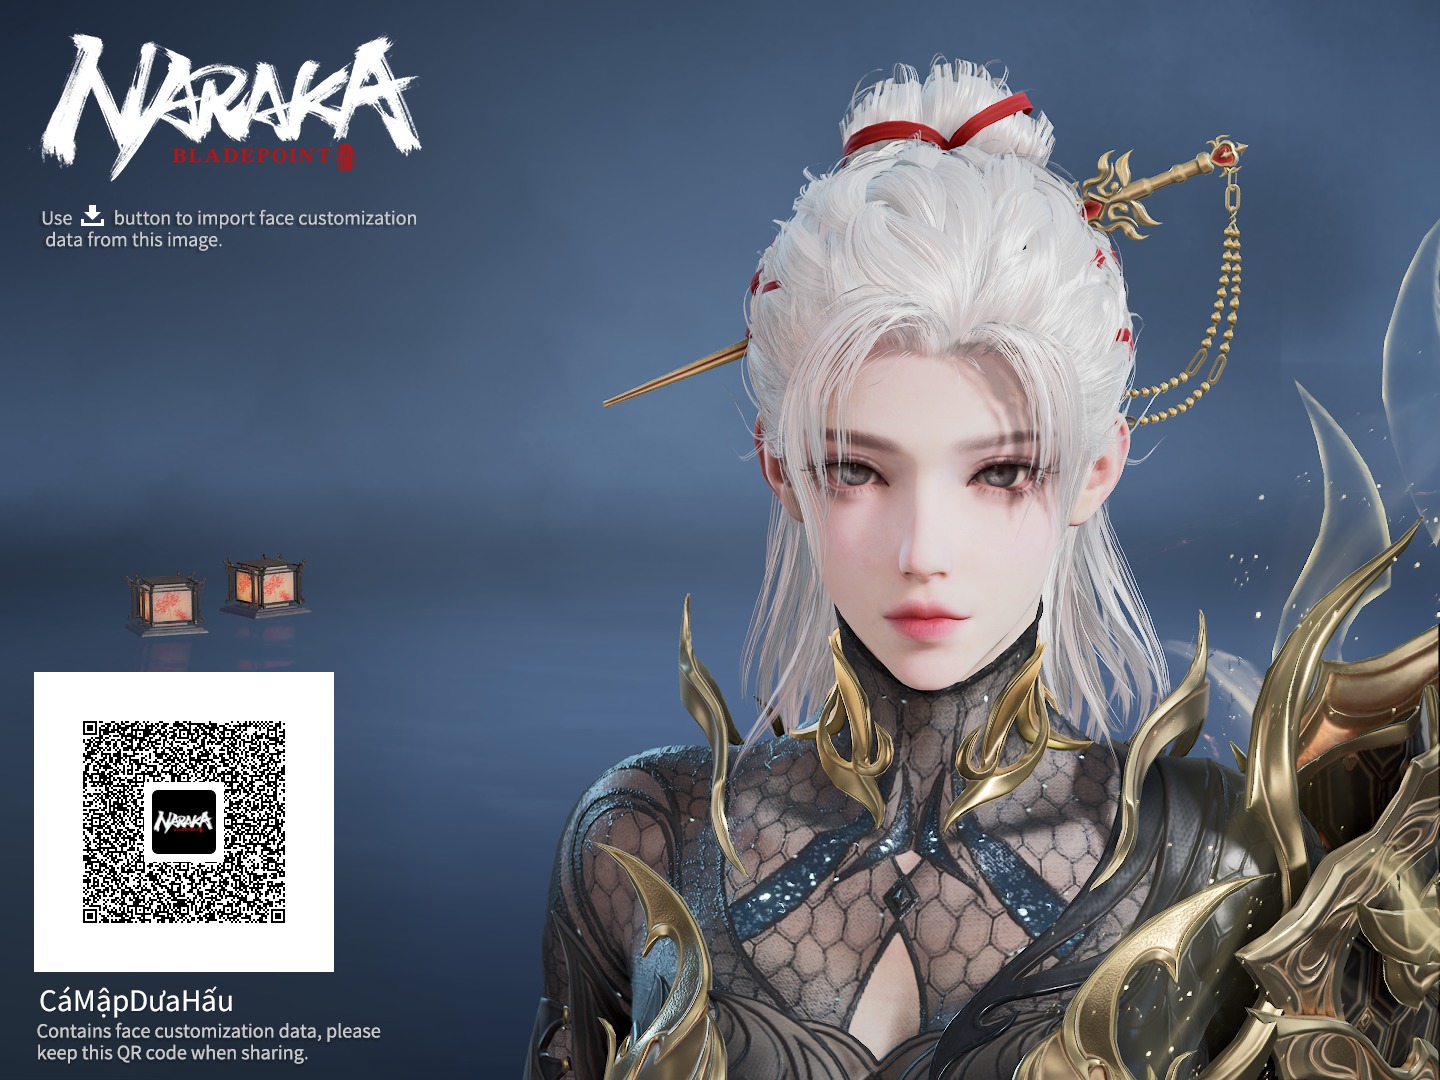 NARAKA
BLADEPOINT
Use button to import face customization
data from this image.
NARAKA
CáMậpDưaHấu
Contains face customization data, please
keep this QR code when sharing.